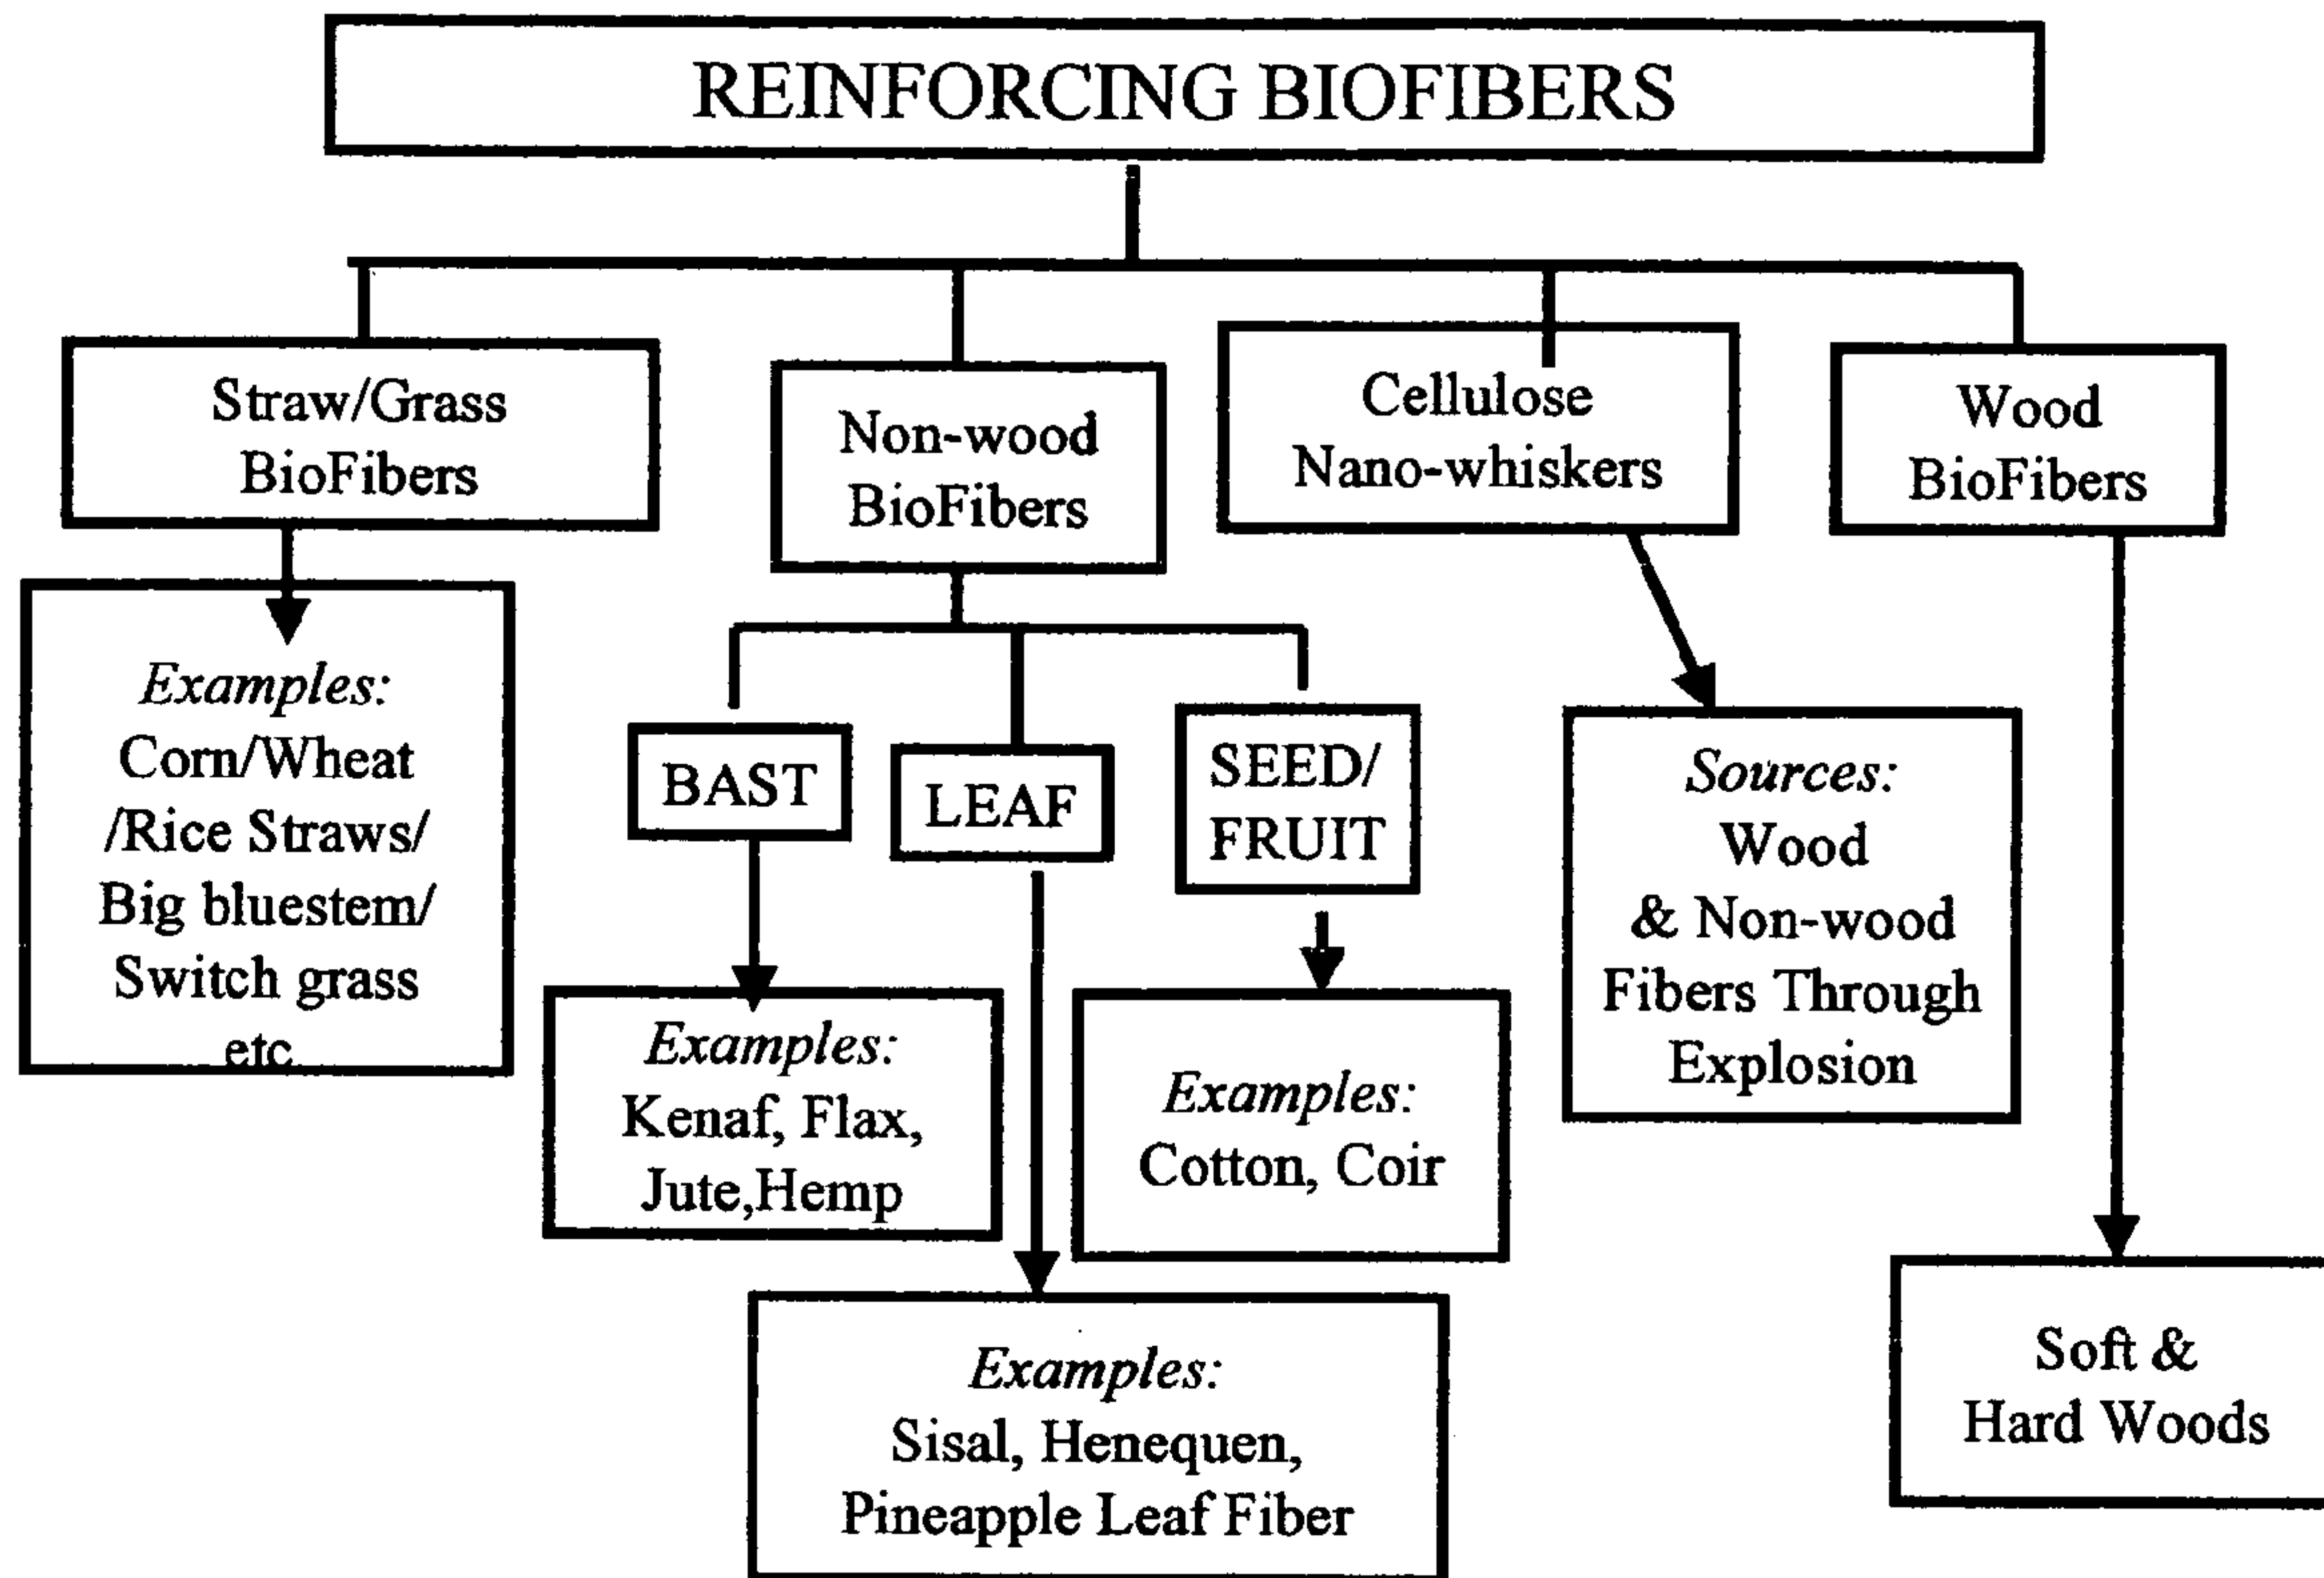 REINFORCING BIOFIBERS
Straw/Grass
BioFibers
Non-wood
BioFibers
Cellulose
Nano-whiskers
Wood
BioFibers
Examples:
Corn/Wheat
/Rice Straws/
Big bluestem/
Switch grass
etc
BAST
LEAF
SEED/
FRUIT
Sources:
Wood
& Non-wood
Fibers Through
Explosion
Examples:
Kenaf, Flax,
Jute,Hemp
Examples:
Cotton, Coir
Examples:
Sisal, Henequen,
Pineapple Leaf Fiber
Soft &
Hard Woods